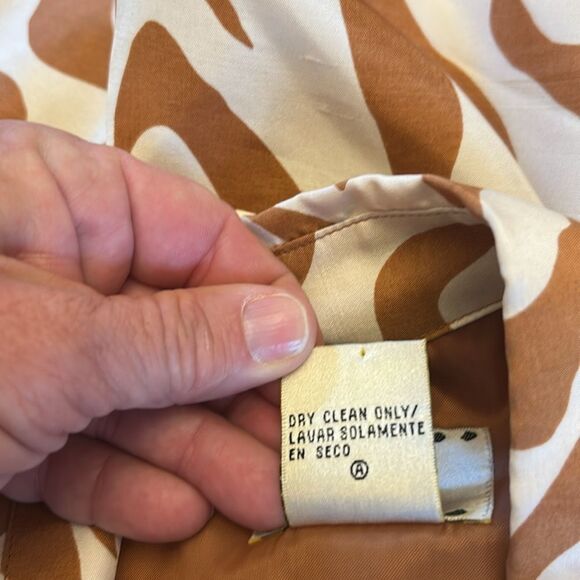 DRY CLEAN ONLY/
LAVAR SOLAMENTE
EN SECO
Ⓐ